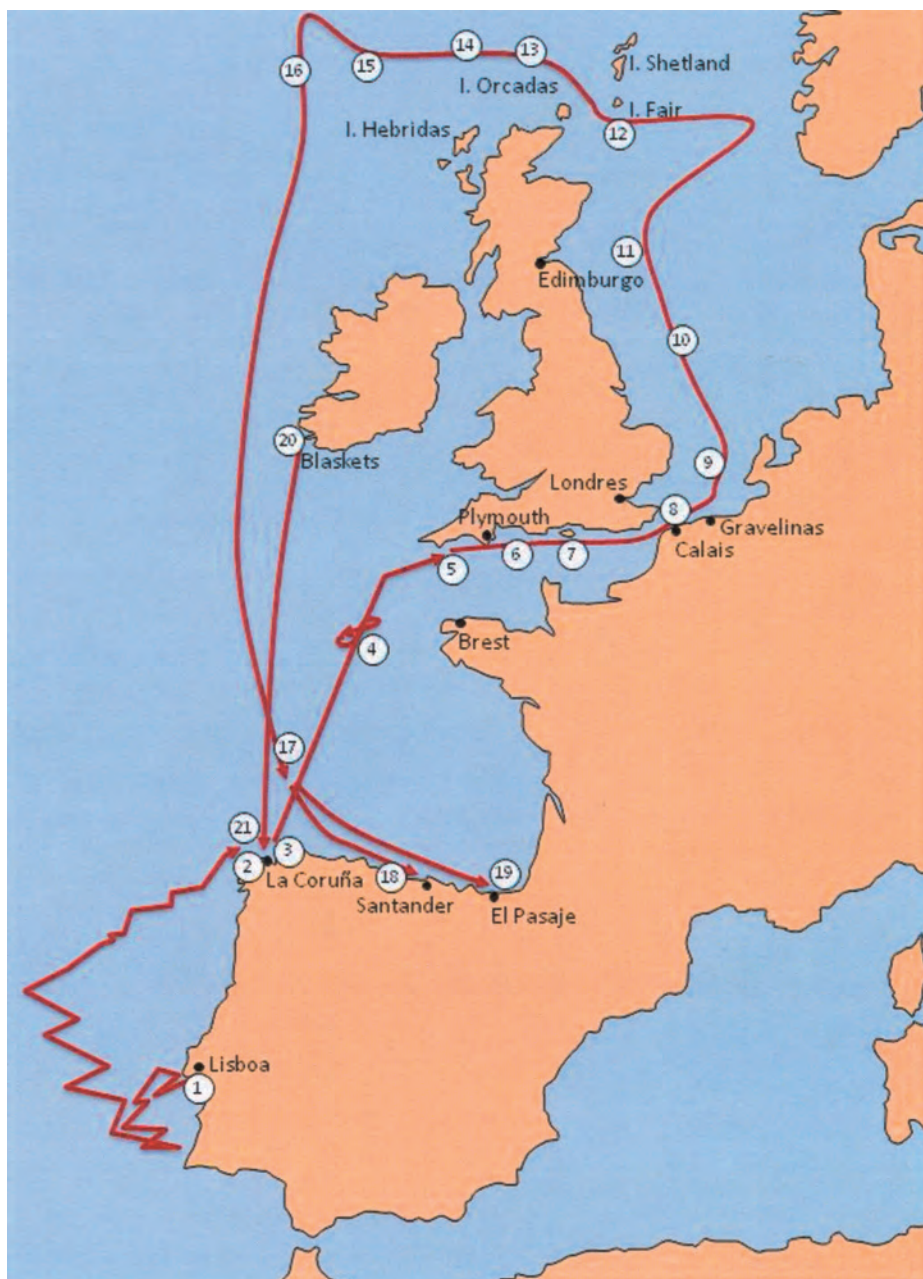 14
13
16
15
I. Shetland
I. Orcadas
I. Fair
I. Hebridas
12
11
Edimburgo
10
20
Blaskets
9
Londres
8
Plymouth
Gravelinas
Calais
5
6
7
Brest
4
17
21
3
2
La Coruña
18
19
Santander
El Pasaje
Lisboa
1